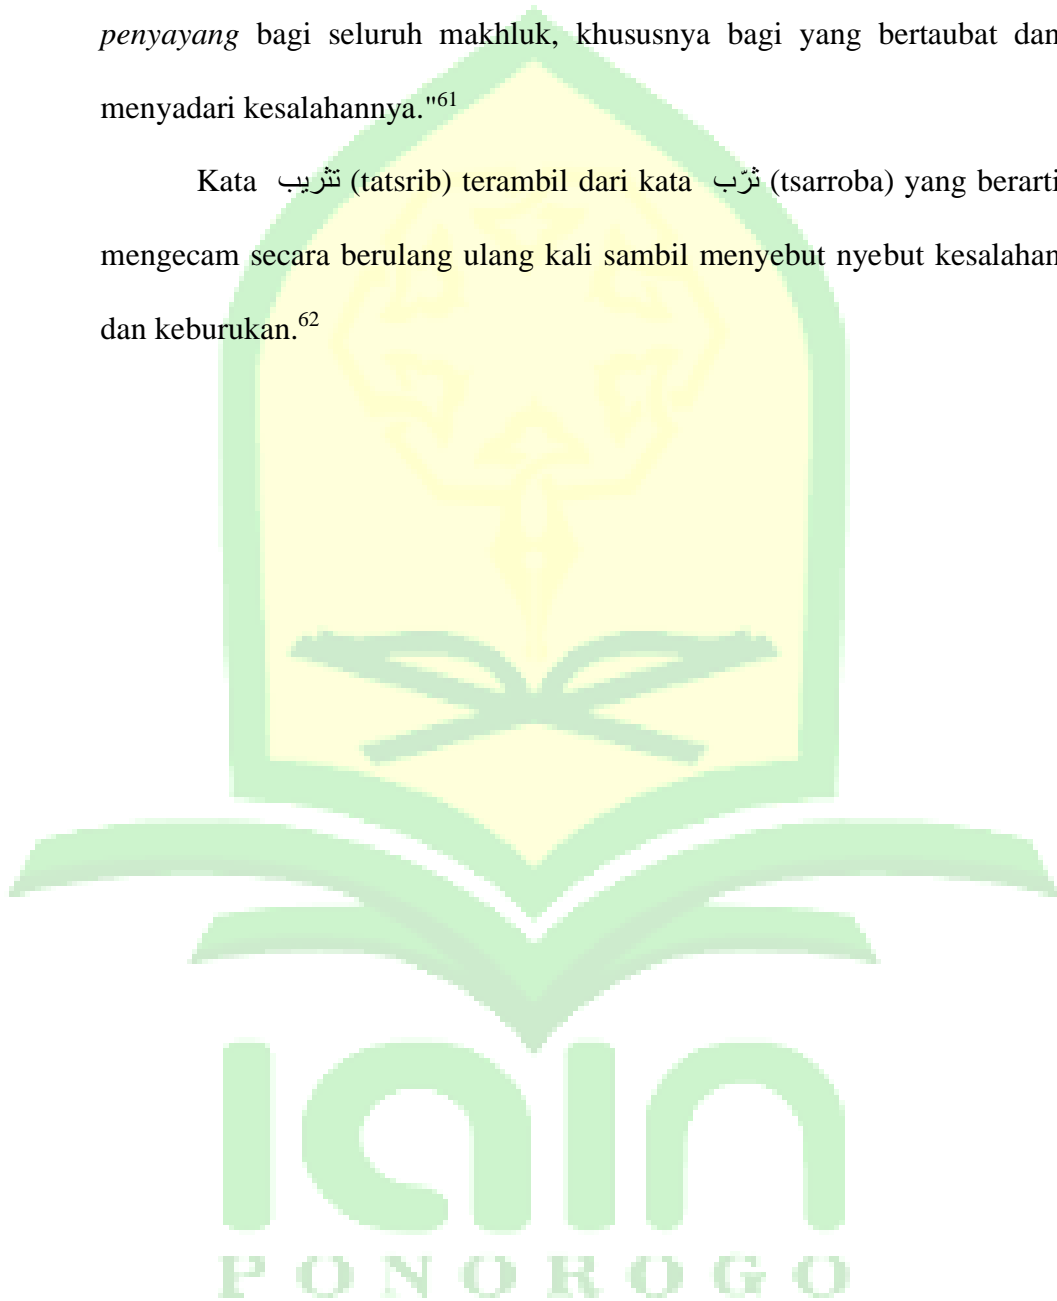 penyayang bagi seluruh makhluk, khususnya bagi yang bertaubat dan
menyadari kesalahannya."61
Kata تثريب (tatsrib) terambil dari kata ثرّب (tsarroba) yang berarti
mengecam secara berulang ulang kali sambil menyebut nyebut kesalahan
dan keburukan.62
iain
PONOROGO